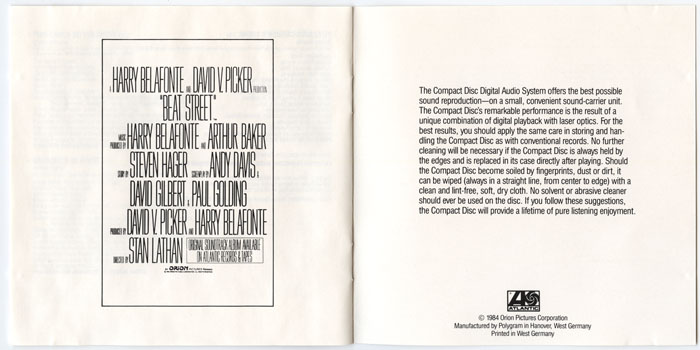 A HARRY BELAFONTE AND DAVID V. PICKER PRODUCTION
"BEAT STREET"
MUSIC PRODUCED BY HARRY BELAFONTE AND ARTHUR BAKER
STORY BY STEVEN HAGER SCREENPLAY BY ANDY DAVIS &
DAVID GILBERT & PAUL GOLDING
PRODUCED BY DAVID V. PICKER AND HARRY BELAFONTE
DIRECTED BY STAN LATHAN ORIGINAL SOUNDTRACK ALBUM AVAILABLE
ON ATLANTIC RECORDS & TAPES
AN ORION PICTURES Release
The Compact Disc Digital Audio System offers the best possible
sound reproduction—on a small, convenient sound-carrier unit.
The Compact Disc's remarkable performance is the result of a
unique combination of digital playback with laser optics. For the
best results, you should apply the same care in storing and han-
dling the Compact Disc as with conventional records. No further
cleaning will be necessary if the Compact Disc is always held by
the edges and is replaced in its case directly after playing. Should
the Compact Disc become soiled by fingerprints, dust or dirt, it
can be wiped (always in a straight line, from center to edge) with a
clean and lint-free, soft, dry cloth. No solvent or abrasive cleaner
should ever be used on the disc. If you follow these suggestions,
the Compact Disc will provide a lifetime of pure listening enjoyment.
ATLANTIC
© 1984 Orion Pictures Corporation
Manufactured by Polygram in Hanover, West Germany
Printed in West Germany